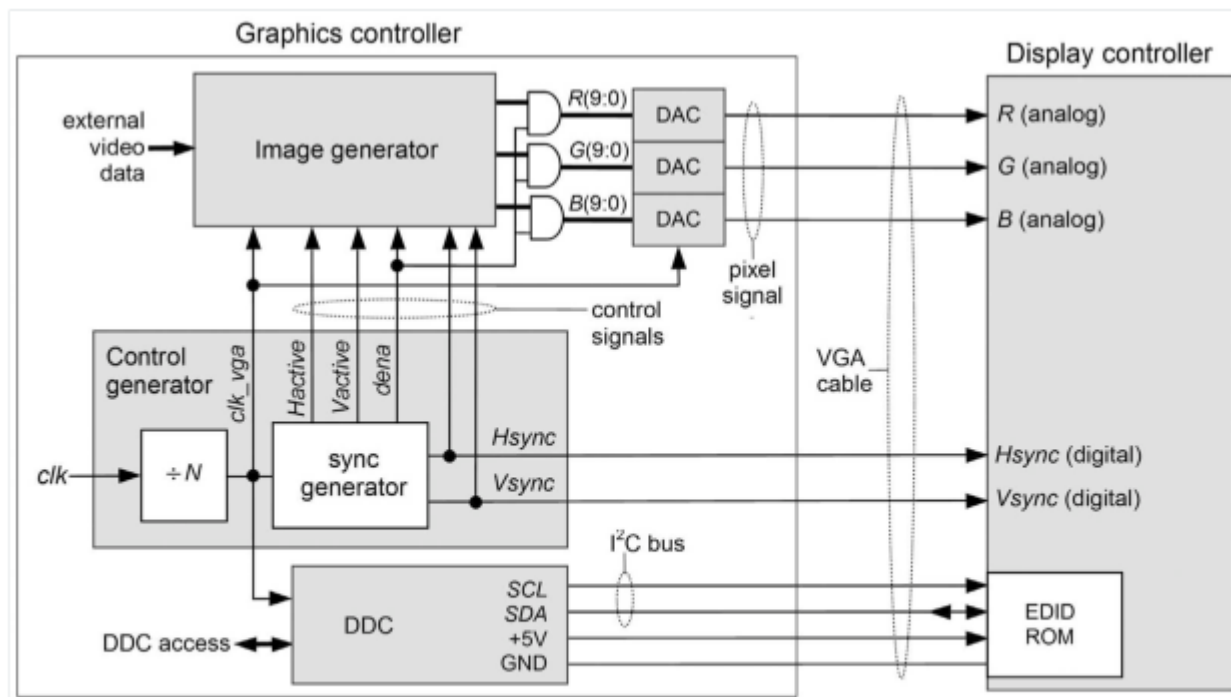 Graphics controller
Display controller
external
video
data
Image generator
R(9:0)
G(9:0)
B(9:0)
DAC
DAC
DAC
R (analog)
G (analog)
B (analog)
pixel
signal
control
signals
VGA
cable
Control
generator
clk_vga
Hactive
Vactive
dena
clk
÷N
sync
generator
Hsync
Vsync
Hsync (digital)
Vsync (digital)
I²C bus
DDC access
DDC
SCL
SDA
+5V
GND
EDID
ROM